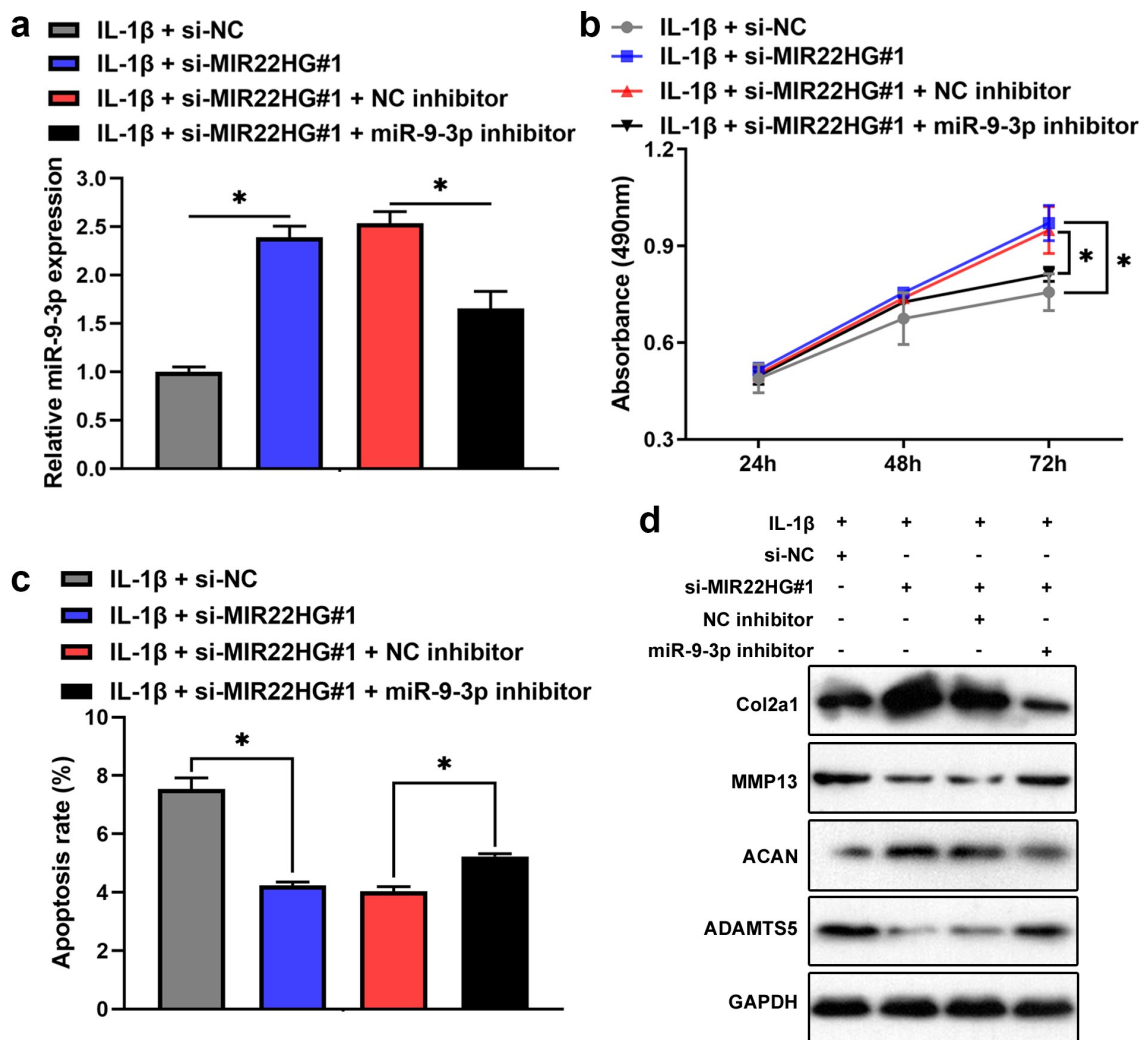 a
IL-1β + si-NC
IL-1β + si-MIR22HG#1
IL-1β + si-MIR22HG#1 + NC inhibitor
IL-1β + si-MIR22HG#1 + miR-9-3p inhibitor
Relative miR-9-3p expression
3.0
2.5
2.0
1.5
1.0
0.5
0.0
* *
b
IL-1β + si-NC
IL-1β + si-MIR22HG#1
IL-1β + si-MIR22HG#1 + NC inhibitor
IL-1β + si-MIR22HG#1 + miR-9-3p inhibitor
Absorbance (490nm)
1.2
0.9
0.6
0.3
24h 48h 72h
* *
c
IL-1β + si-NC
IL-1β + si-MIR22HG#1
IL-1β + si-MIR22HG#1 + NC inhibitor
IL-1β + si-MIR22HG#1 + miR-9-3p inhibitor
Apoptosis rate (%)
10
8
6
4
2
0
* *
d
IL-1β + + + +
si-NC + - - -
si-MIR22HG#1 - + + +
NC inhibitor - - + -
miR-9-3p inhibitor - - - +
Col2a1
MMP13
ACAN
ADAMTS5
GAPDH